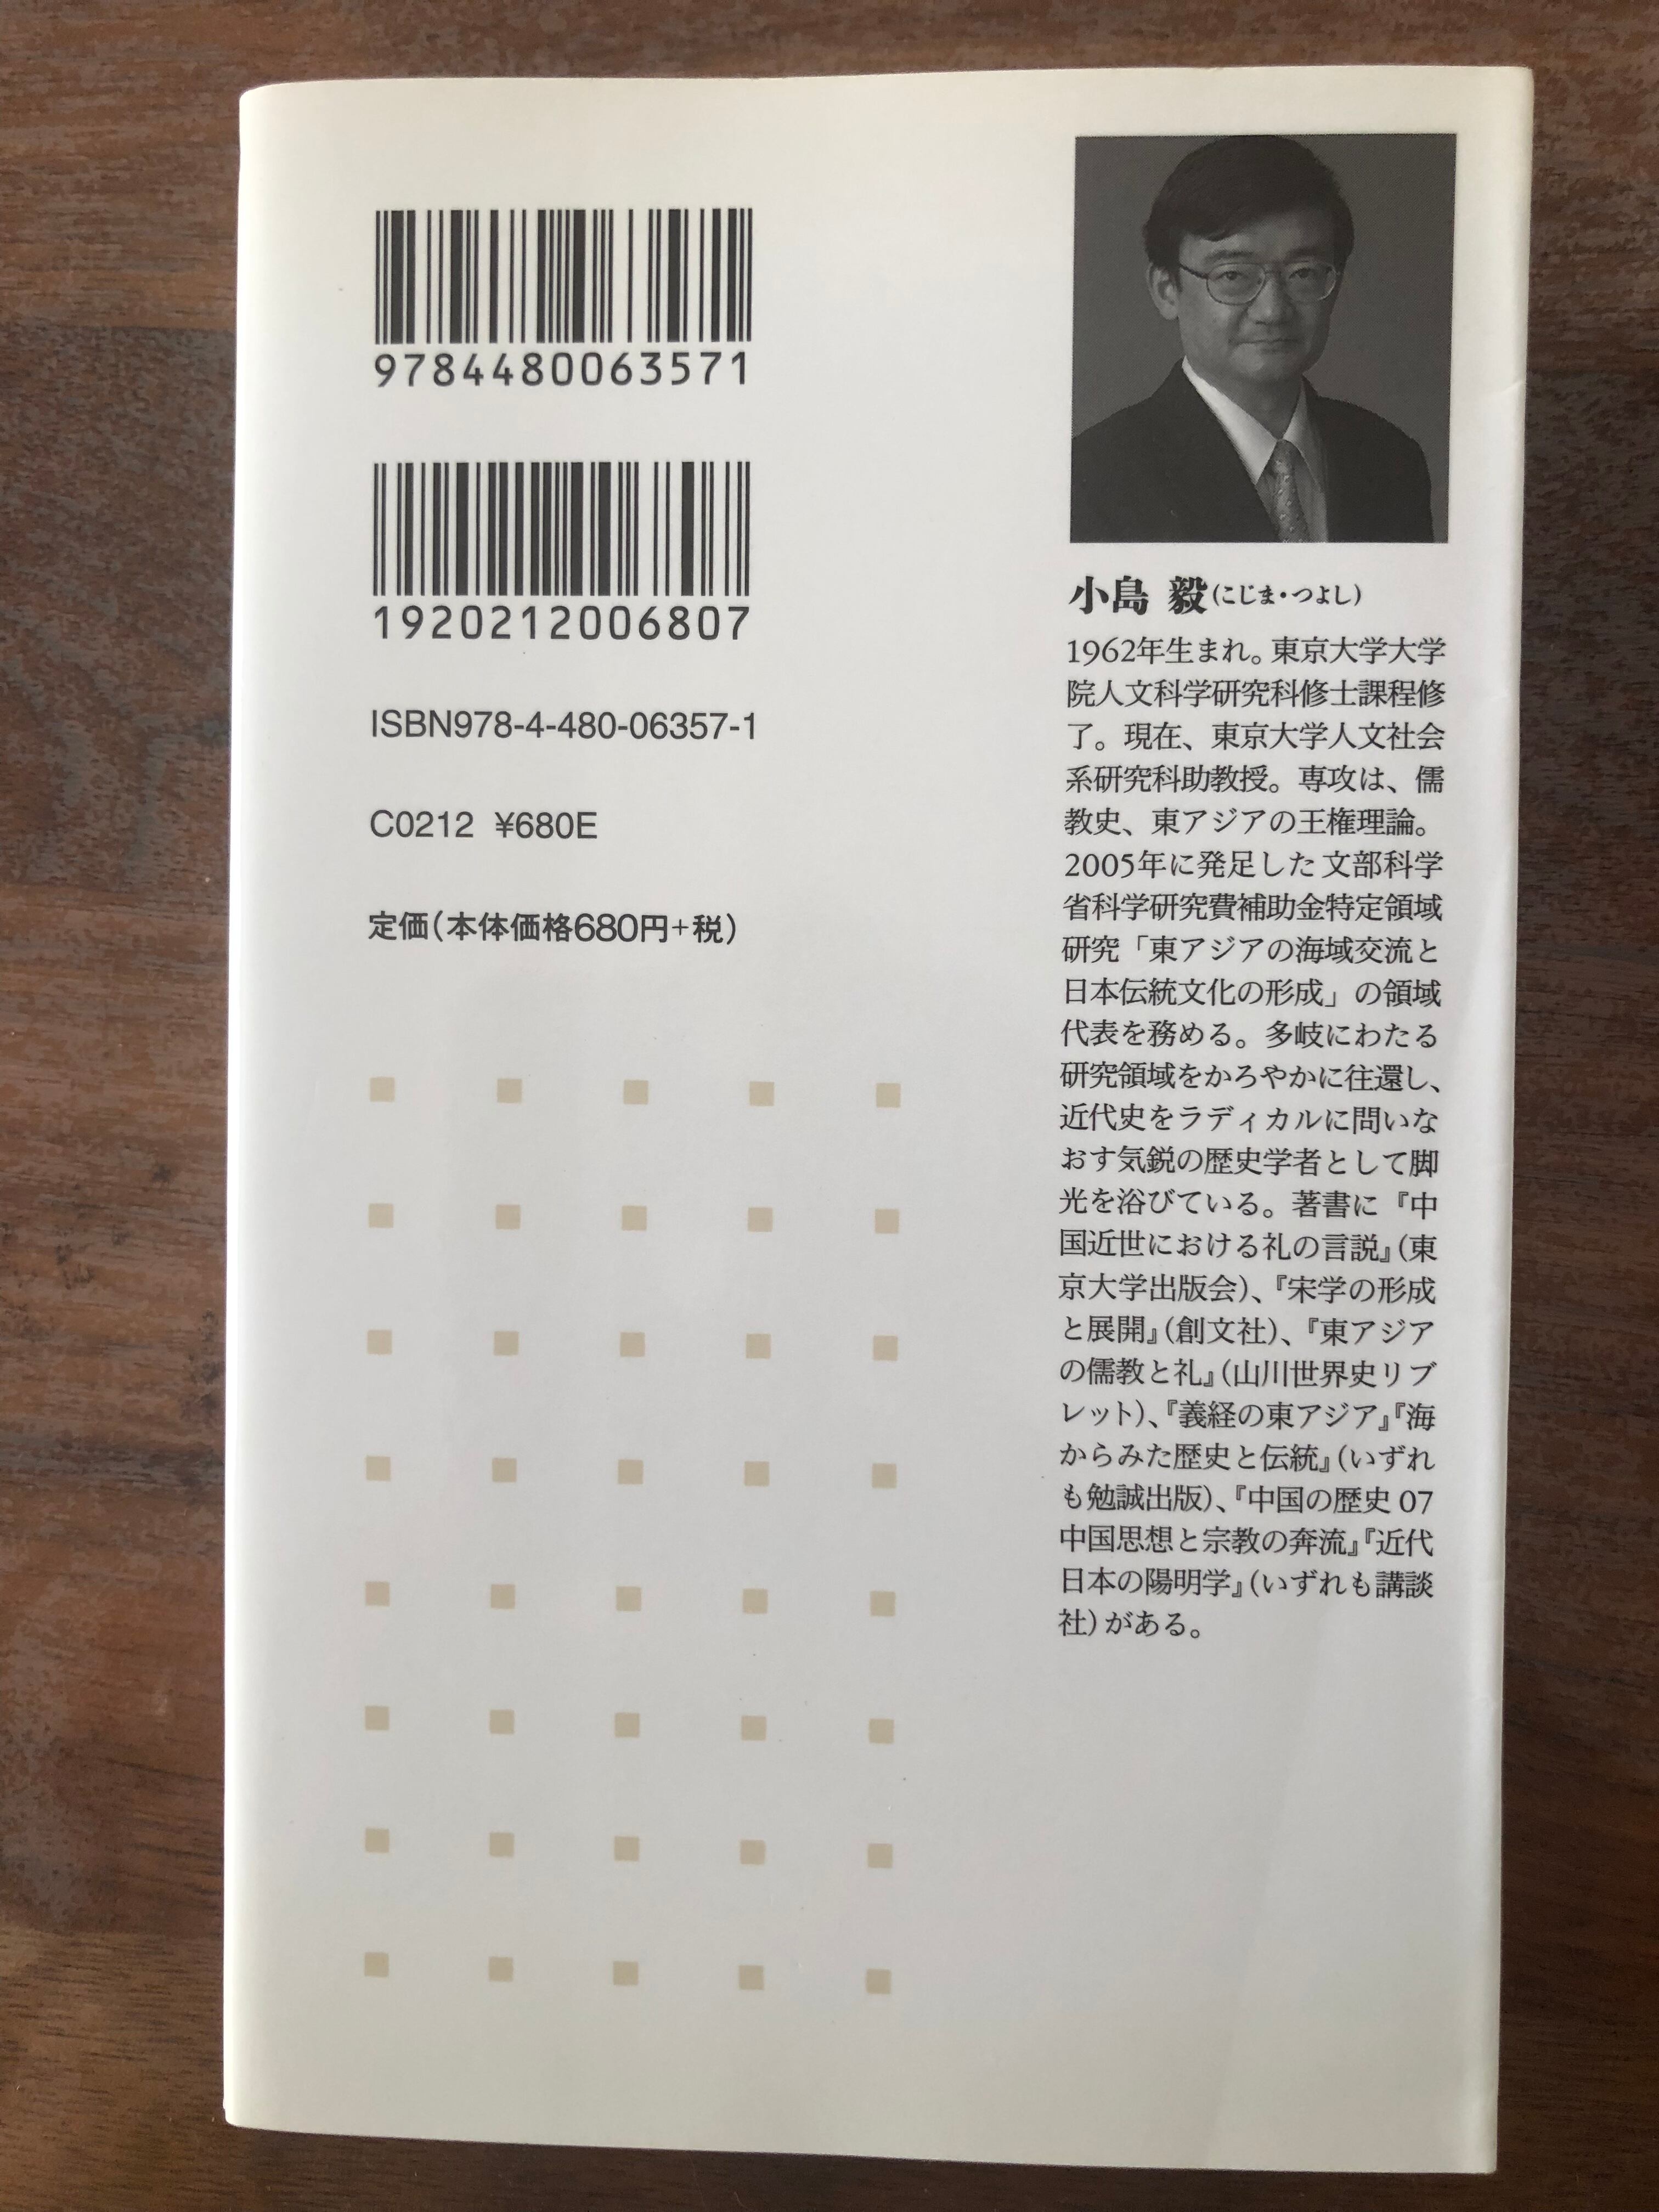 9784480063571
1920212006807
ISBN978-4-480-06357-1
C0212 ¥680E
定価(本体価格680円+税)
小島 毅(こじま・つよし)
1962年生まれ。東京大学大学
院人文科学研究科修士課程修
了。現在、東京大学人文社会
系研究科助教授。専攻は、儒
教史、東アジアの王権理論。
2005年に発足した文部科学
省科学研究費補助金特定領域
研究「東アジアの海域交流と
日本伝統文化の形成」の領域
代表を務める。多岐にわたる
研究領域をかろやかに往還し、
近代史をラディカルに問いな
おす気鋭の歴史学者として脚
光を浴びている。著書に『中
国近世における礼の言説』(東
京大学出版会)、『宋学の形成
と展開』(創文社)、『東アジア
の儒教と礼』(山川世界史リブ
レット)、『義経の東アジア』『海
からみた歴史と伝統』(いずれ
も勉誠出版)、『中国の歴史 07
中国思想と宗教の奔流』『近代
日本の陽明学』(いずれも講談
社)がある。